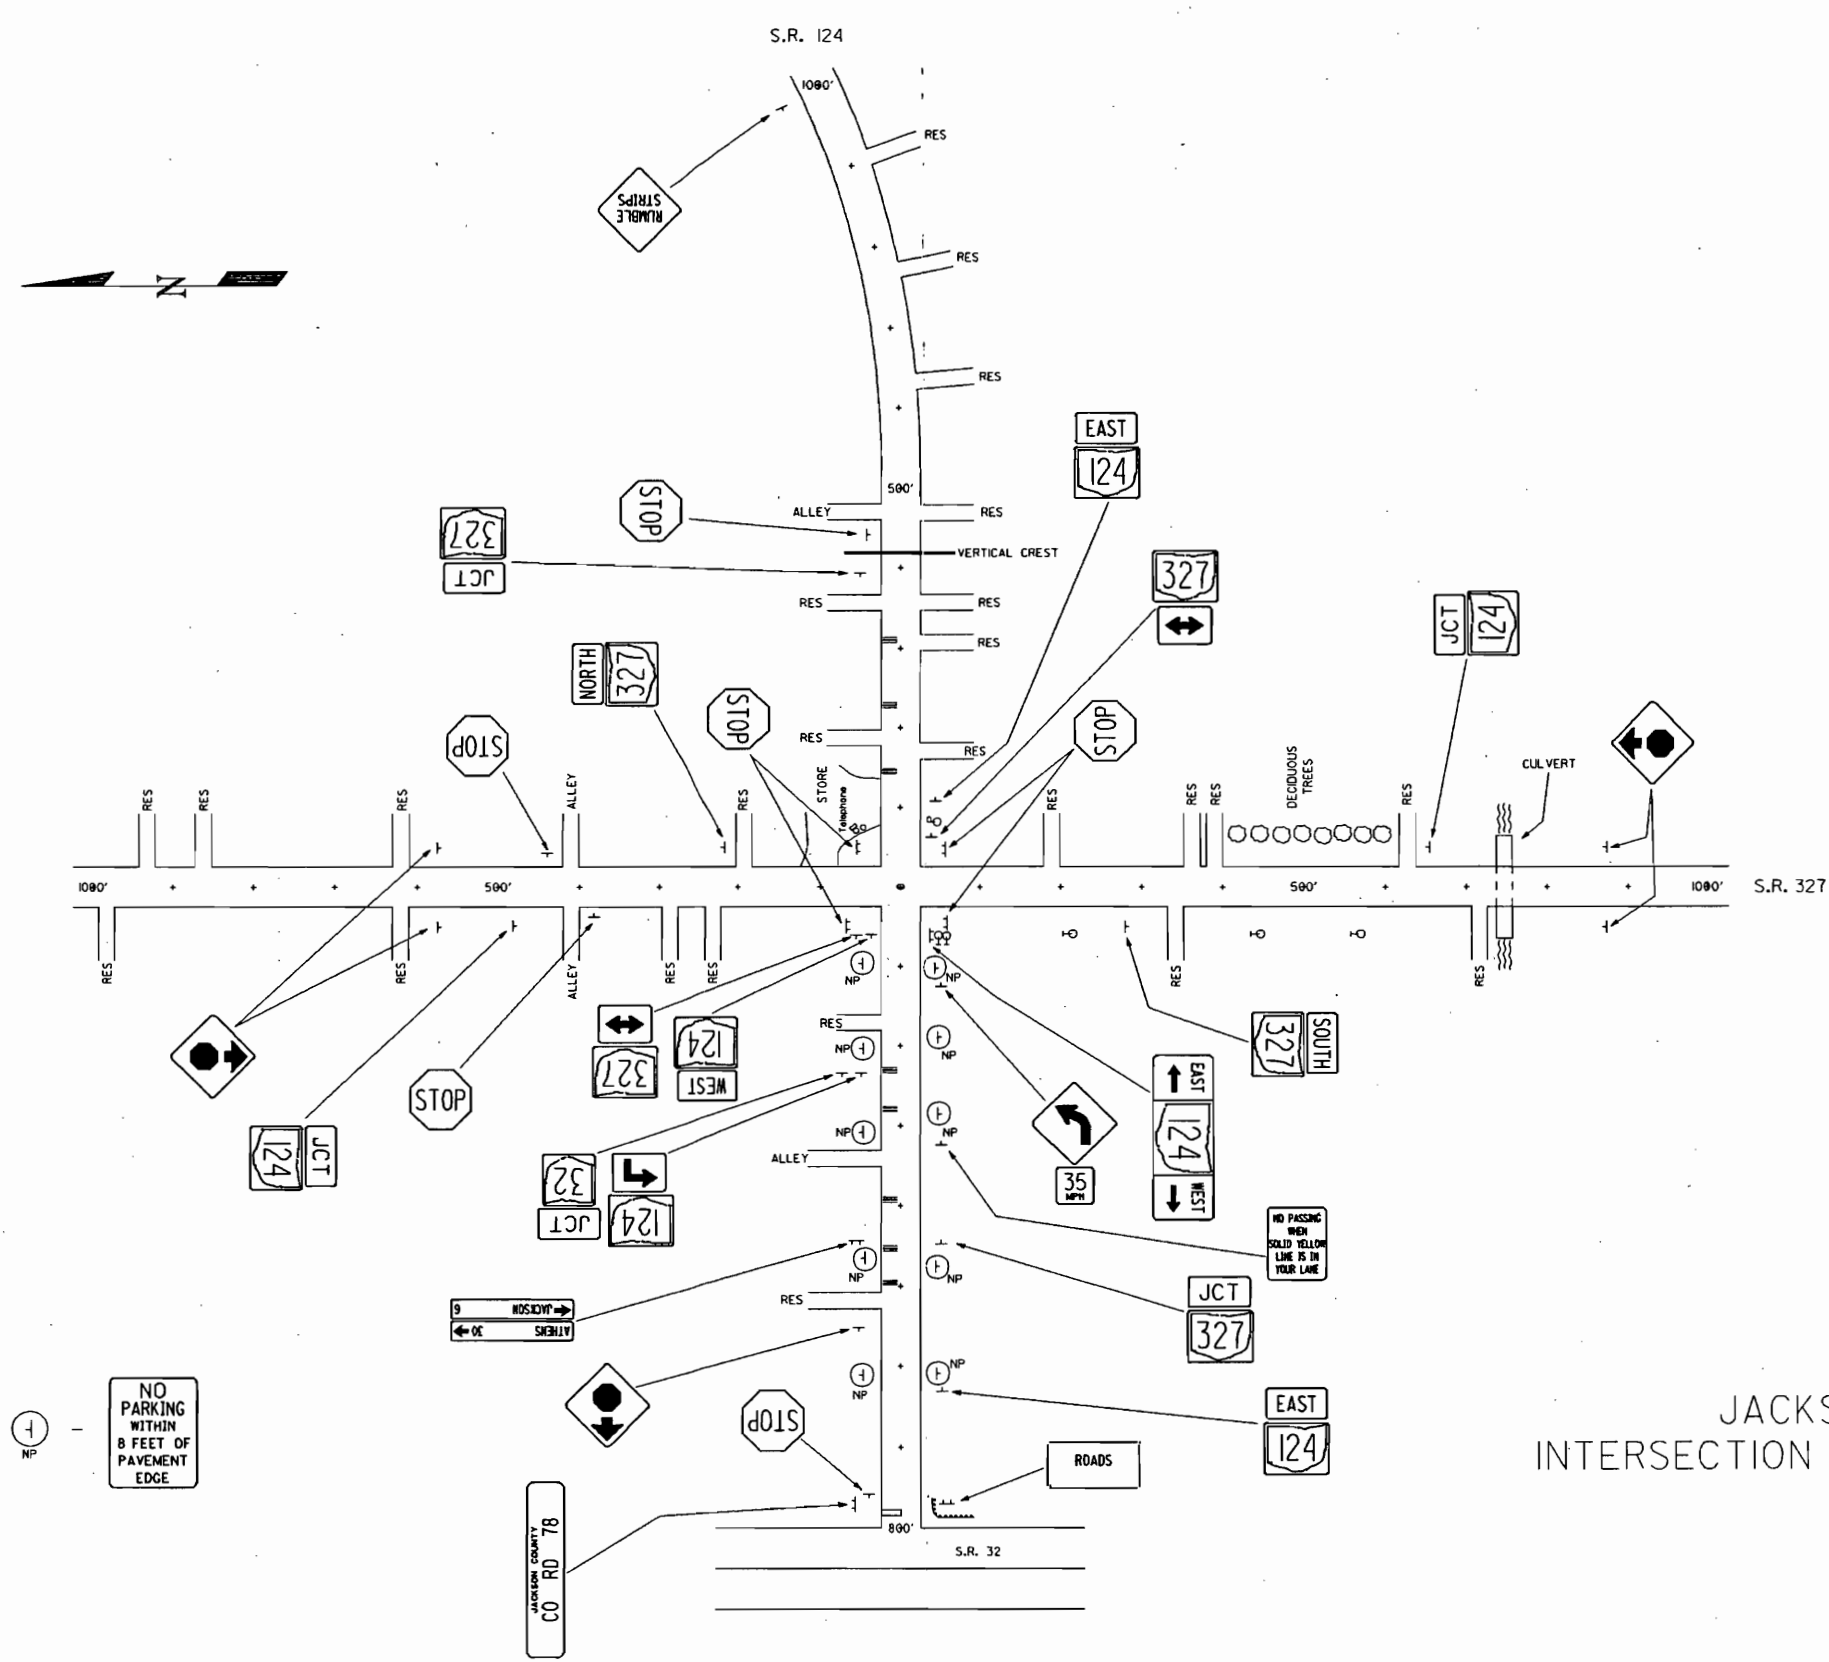 S.R. 124
1000'
RES
RUMBLE
STRIPS
N
RES
RES
EAST
124
500'
ALLEY
RES
STOP
327
JCT
VERTICAL CREST
327
RES
RES
RES
JCT
124
NORTH
327
STOP
STOP
STOP
RES
RES
STORE
Telephone
DECIDUOUS
TREES
CULVERT
RES
RES
RES
ALLEY
RES
RES
RES
RES
RES
1000'
500'
500'
1000'
S.R. 327
RES
RES
ALLEY
RES
RES
RES
RES
NP
NP
RES
NP
NP
124
WEST
327
327
SOUTH
EAST
124
WEST
STOP
124
JCT
NP
NP
ALLEY
32
JCT
124
35
MPH
NO PASSING
WHEN
SOLID YELLOW
LINE IS IN
YOUR LANE
NP
NP
JCT
327
JACKSON 6
ATHENS 30
RES
NP
NP
EAST
124
NO
PARKING
WITHIN
8 FEET OF
PAVEMENT
EDGE
NP
STOP
ROADS
JACKS
INTERSECTION
JACKSON COUNTY
CO RD 78
800'
S.R. 32